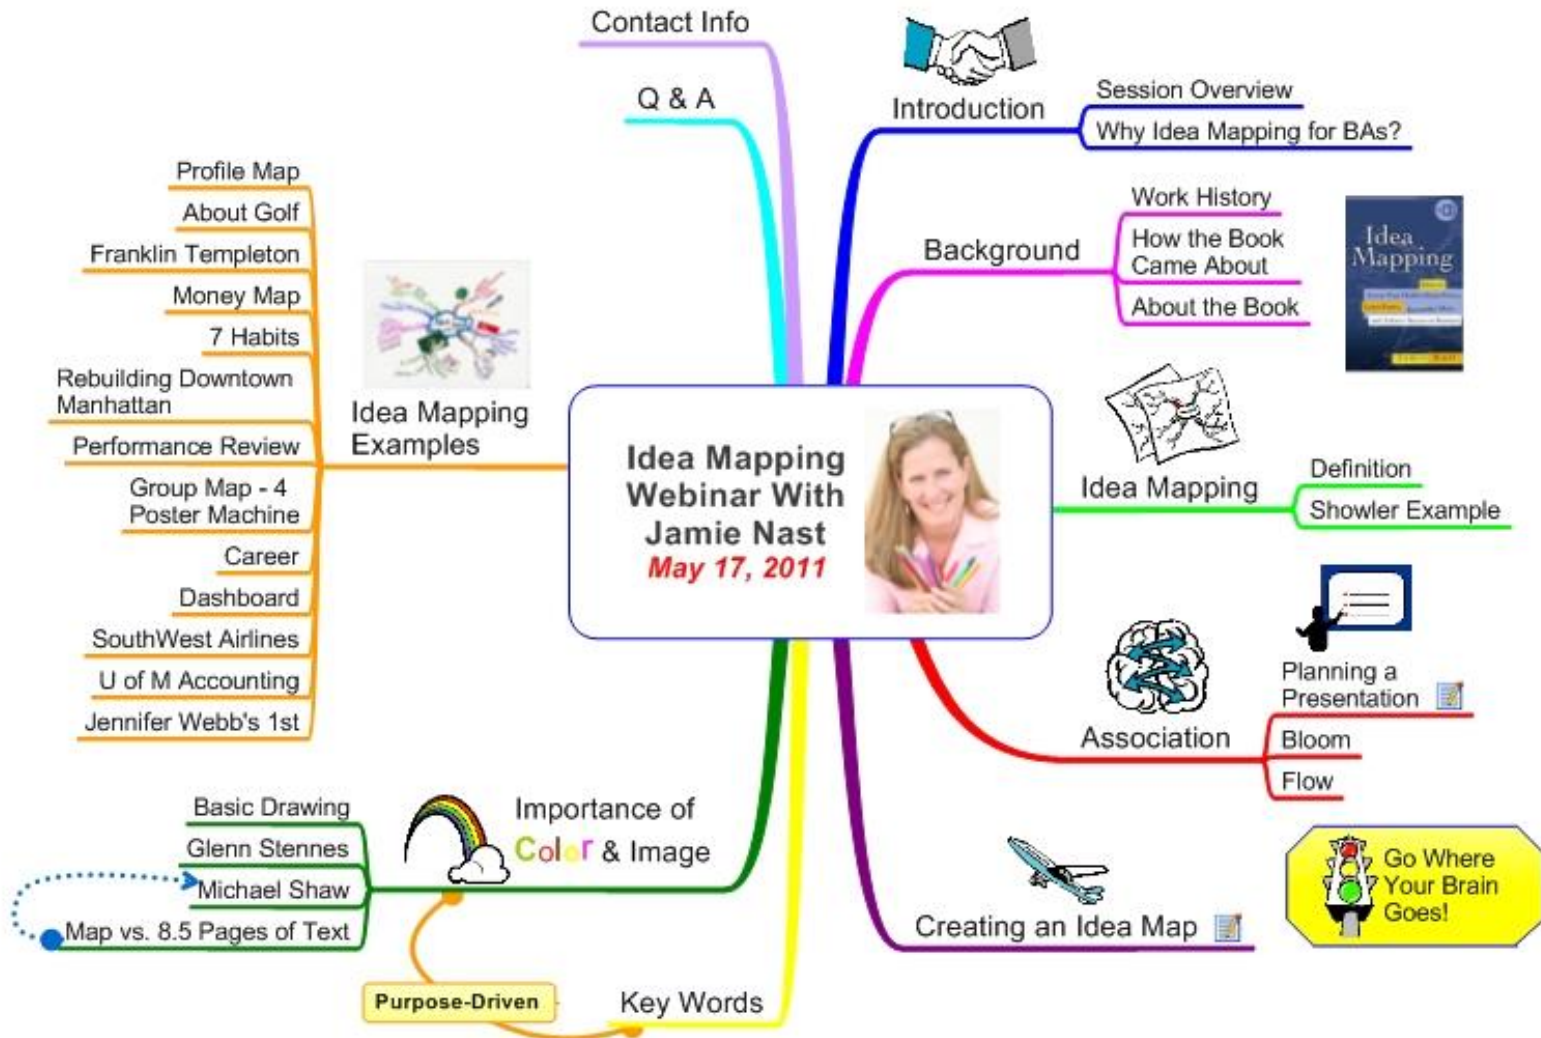 Contact Info
Q & A
Introduction
Session Overview
Why Idea Mapping for BAs?
Background
Work History
How the Book
Came About
About the Book
Idea
Mapping
Idea Mapping
Definition
Showler Example
Association
Planning a
Presentation
Bloom
Flow
Creating an Idea Map
Go Where
Your Brain
Goes!
Key Words
Purpose-Driven
Importance of
Color & Image
Basic Drawing
Glenn Stennes
Michael Shaw
Map vs. 8.5 Pages of Text
Idea Mapping
Examples
Profile Map
About Golf
Franklin Templeton
Money Map
7 Habits
Rebuilding Downtown
Manhattan
Performance Review
Group Map - 4
Poster Machine
Career
Dashboard
SouthWest Airlines
U of M Accounting
Jennifer Webb's 1st
Idea Mapping
Webinar With
Jamie Nast
May 17, 2011